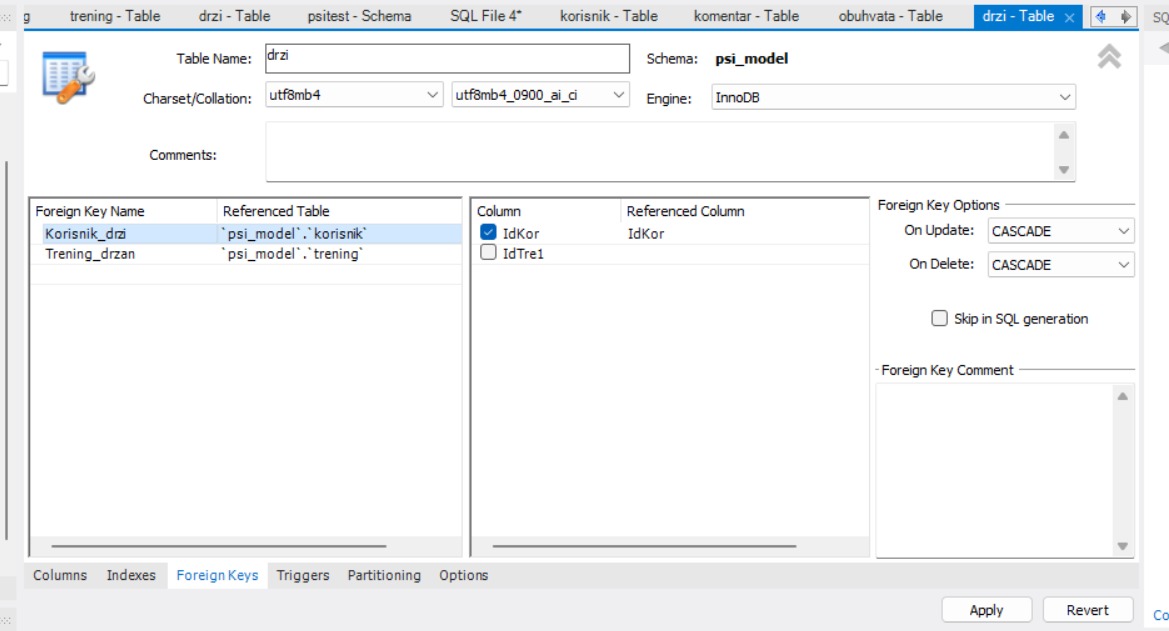 g trening - Table drzi - Table psitest - Schema SQL File 4* korisnik - Table komentar - Table obuhvata - Table drzi - Table × SQ
Table Name: drzi Schema: psi_model
Charset/Collation: utf8mb4 utf8mb4_0900_ai_ci Engine: InnoDB
Comments:
Foreign Key Name Referenced Table
Korisnik_drzi `psi_model`.`korisnik`
Trening_drzan `psi_model`.`trening`
Column Referenced Column
IdKor IdKor
IdTre1
Foreign Key Options
On Update: CASCADE
On Delete: CASCADE
Skip in SQL generation
Foreign Key Comment
Columns Indexes Foreign Keys Triggers Partitioning Options
Apply Revert
Co